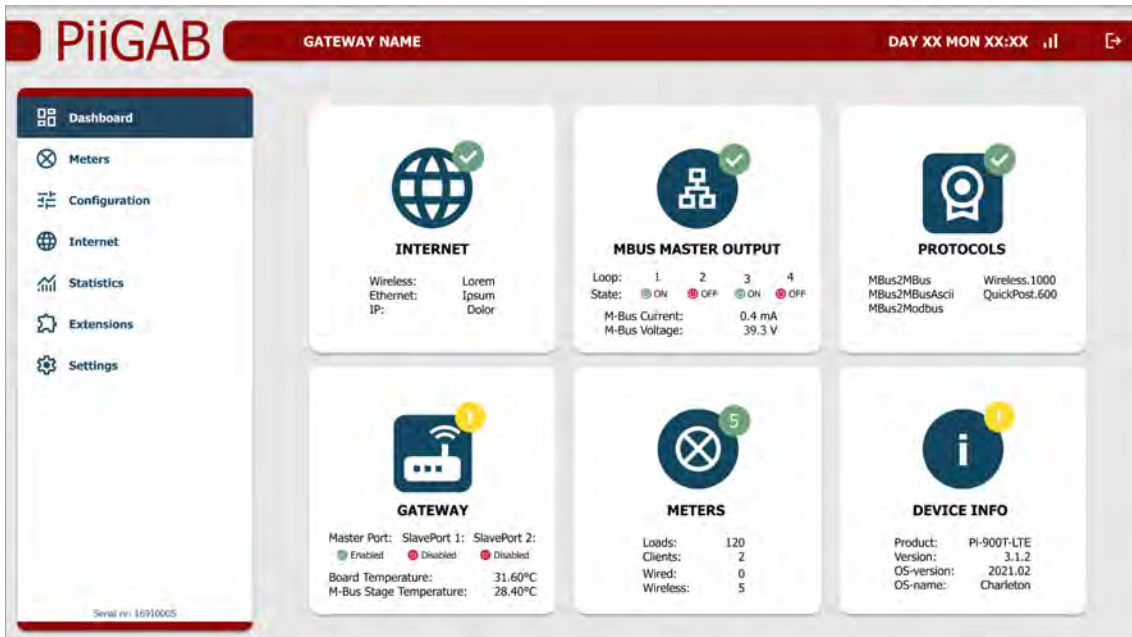 PiiGAB
GATEWAY NAME
DAY XX MON XX:XX
Dashboard
Meters
Configuration
Internet
Statistics
Extensions
Settings
Serial nr: 16910005
INTERNET
Wireless: Lorem
Ethernet: Ipsum
IP: Dolor
MBUS MASTER OUTPUT
Loop: 1 2 3 4
State: ON OFF ON OFF
M-Bus Current: 0.4 mA
M-Bus Voltage: 39.3 V
PROTOCOLS
MBus2MBus Wireless.1000
MBus2MBusAscii QuickPost.600
MBus2Modbus
!
GATEWAY
Master Port: SlavePort 1: SlavePort 2:
Enabled Disabled Disabled
Board Temperature: 31.60°C
M-Bus Stage Temperature: 28.40°C
5
METERS
Loads: 120
Clients: 2
Wired: 0
Wireless: 5
!
i
DEVICE INFO
Product: PI-900T-LTE
Version: 3.1.2
OS-version: 2021.02
OS-name: Charleton